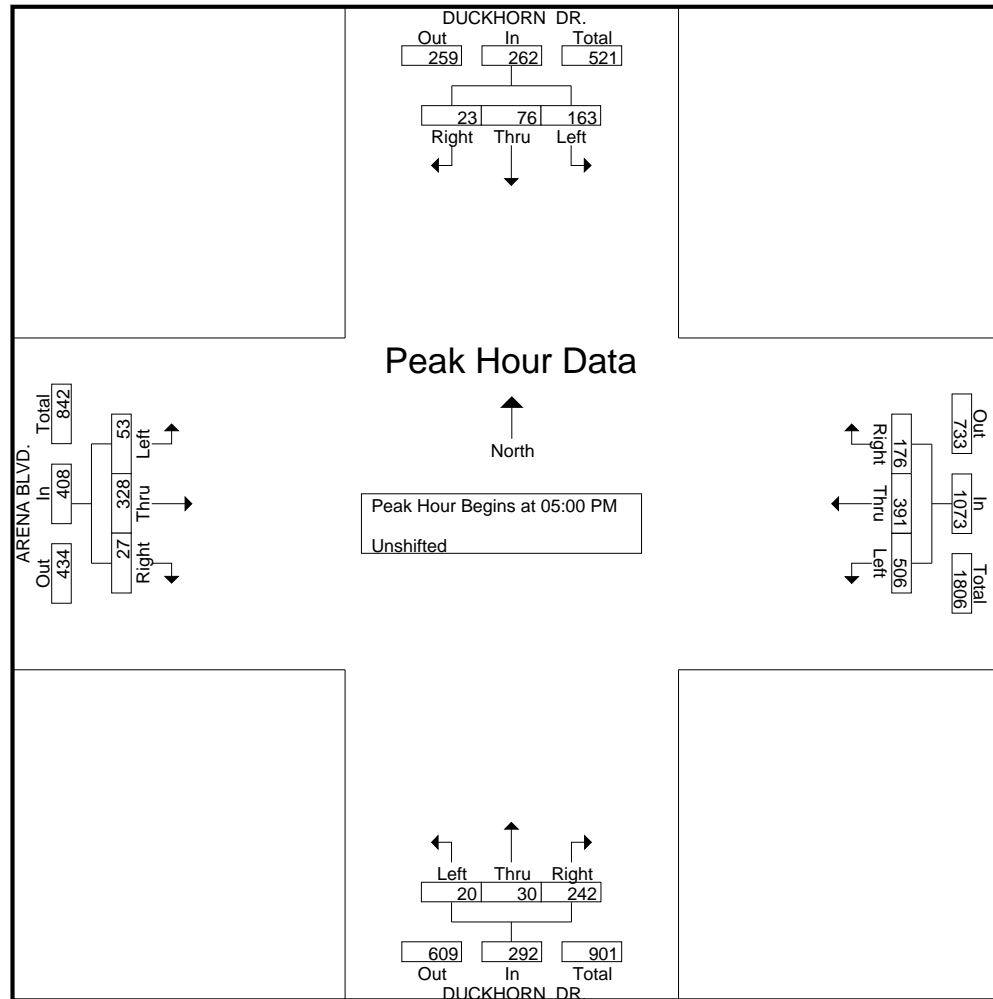 DUCKHORN DR.
Out In Total
259 262 521
23 76 163
Right Thru Left
Peak Hour Data
North
Peak Hour Begins at 05:00 PM
Unshifted
ARENA BLVD.
Total In Out
842 408 434
53 328 27
Left Thru Right
Right Thru Left
176 391 506
733 1073 1806
Out In Total
Left Thru Right
20 30 242
609 292 901
Out In Total
DUCKHORN DR.